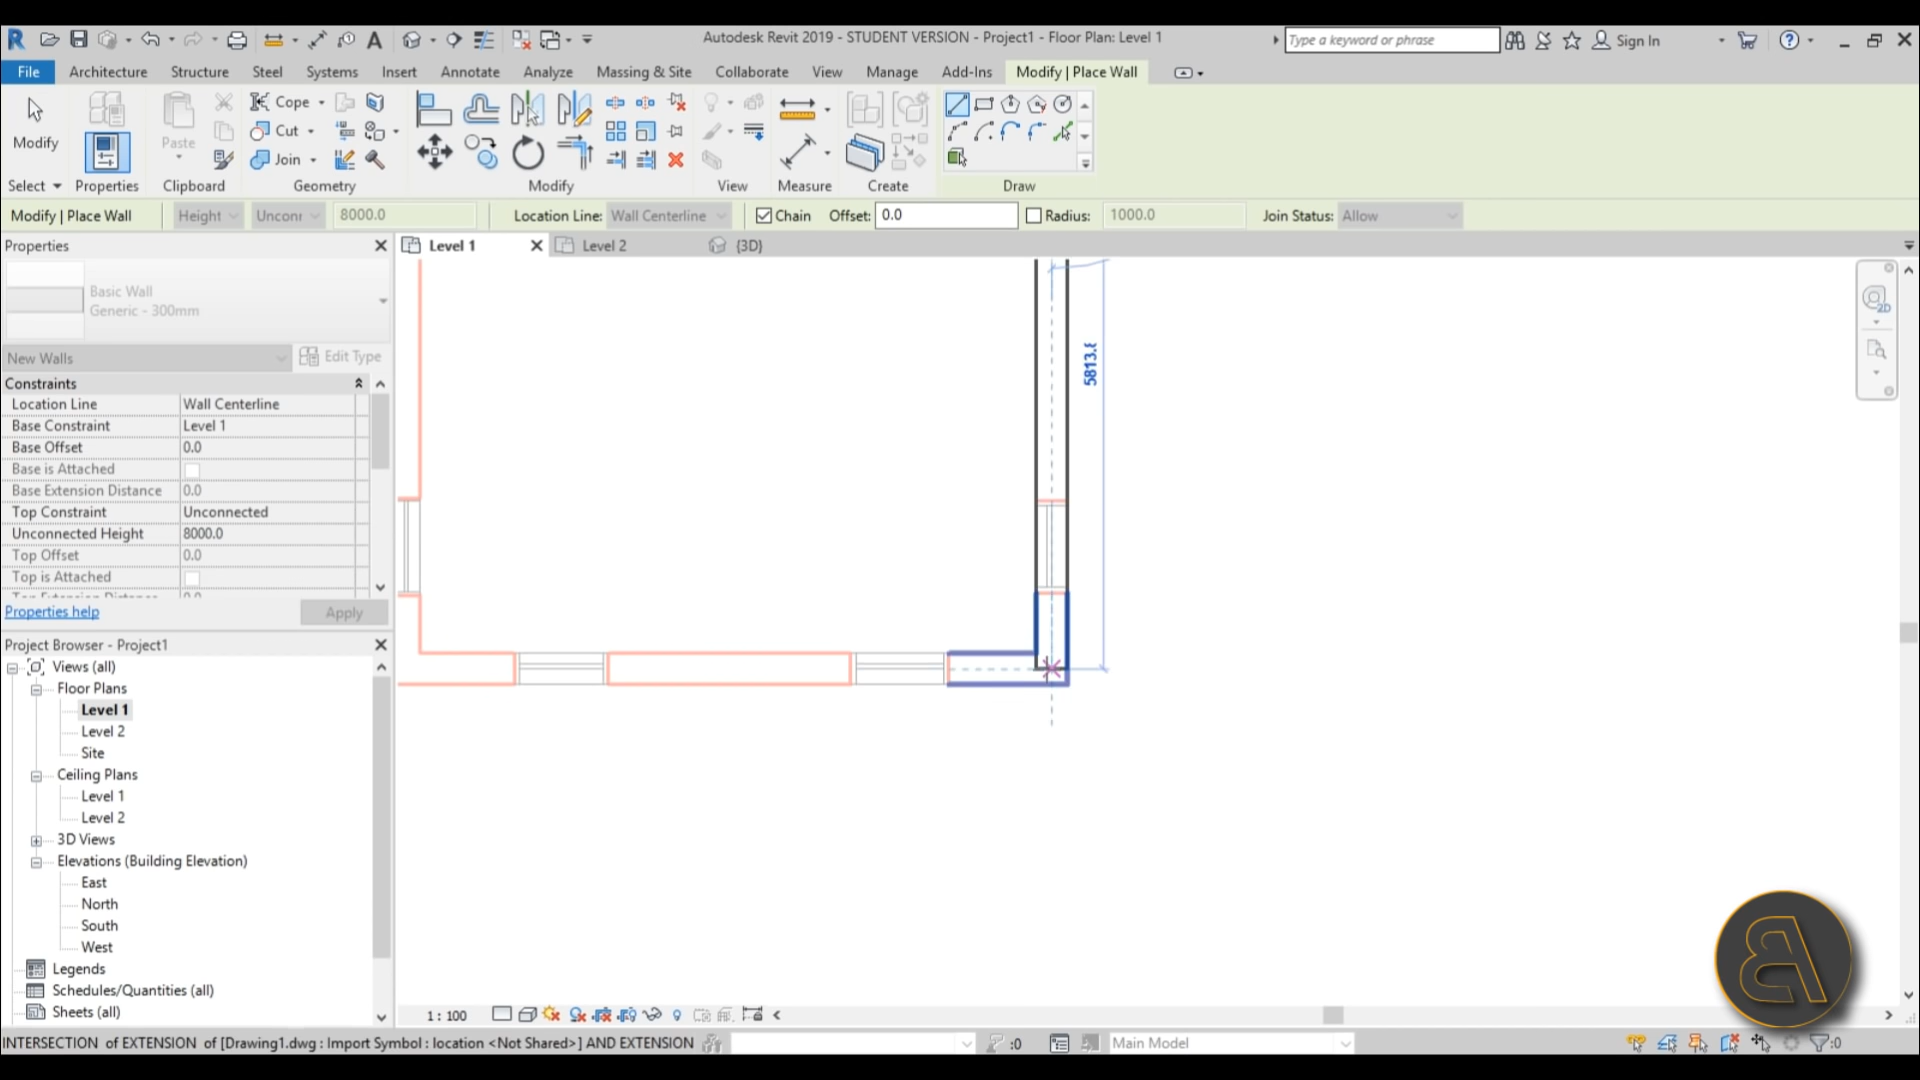 Autodesk Revit 2019 - STUDENT VERSION - Project1 - Floor Plan: Level 1
Type a keyword or phrase
Sign In
File Architecture Structure Steel Systems Insert Annotate Analyze Massing & Site Collaborate View Manage Add-Ins Modify | Place Wall
Modify
Paste
Cope
Cut
Join
Select Properties Clipboard Geometry Modify View Measure Create Draw
Modify | Place Wall Height 8000.0 Location Line: Wall Centerline Chain Offset: 0.0 Radius: 1000.0 Join Status: Allow
Properties
Level 1 Level 2 {3D}
Basic Wall
Generic - 300mm
New Walls Edit Type
Constraints
Location Line Wall Centerline
Base Constraint Level 1
Base Offset 0.0
Base is Attached
Base Extension Distance 0.0
Top Constraint Unconnected
Unconnected Height 8000.0
Top Offset 0.0
Top is Attached
Properties help Apply
Project Browser - Project1
Views (all)
Floor Plans
Level 1
Level 2
Site
Ceiling Plans
Level 1
Level 2
3D Views
Elevations (Building Elevation)
East
North
South
West
Legends
Schedules/Quantities (all)
Sheets (all)
2D
1 : 100
INTERSECTION of EXTENSION of [Drawing1.dwg : Import Symbol : location <Not Shared>] AND EXTENSION
:0
Main Model
:0